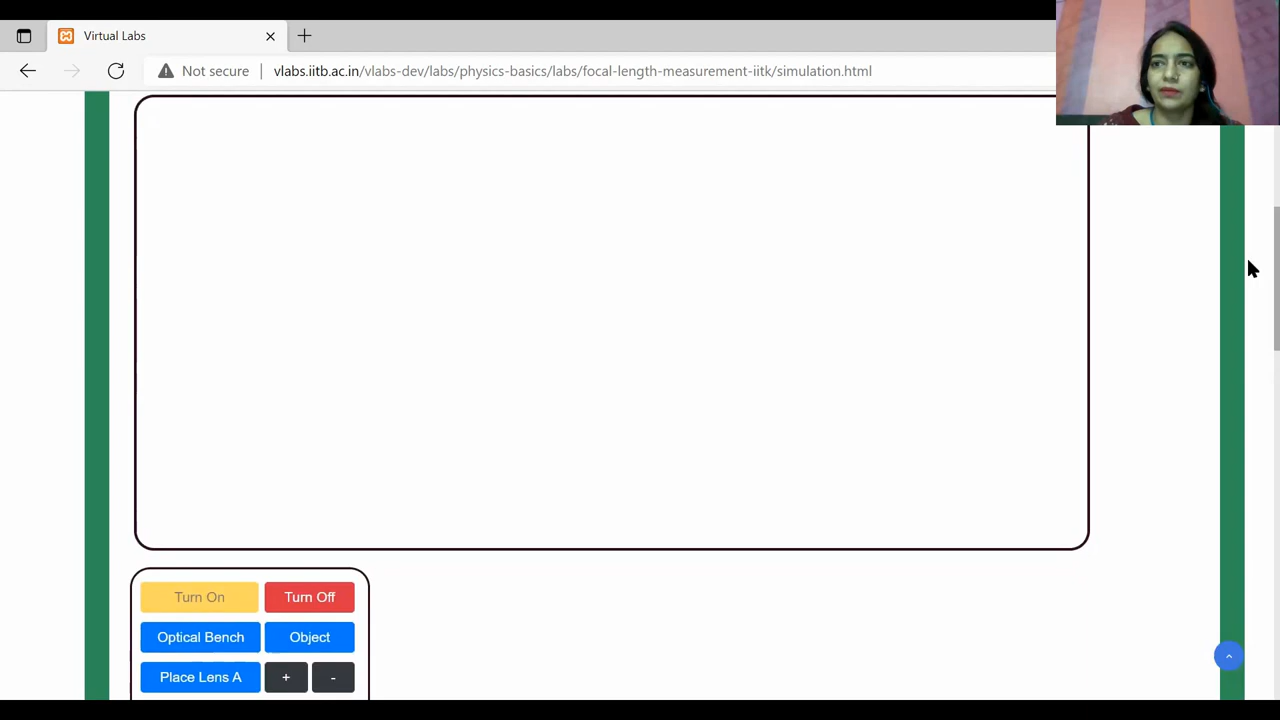 Virtual Labs
Not secure | vlabs.iitb.ac.in/vlabs-dev/labs/physics-basics/labs/focal-length-measurement-iitk/simulation.html
Turn On Turn Off
Optical Bench Object
Place Lens A + -